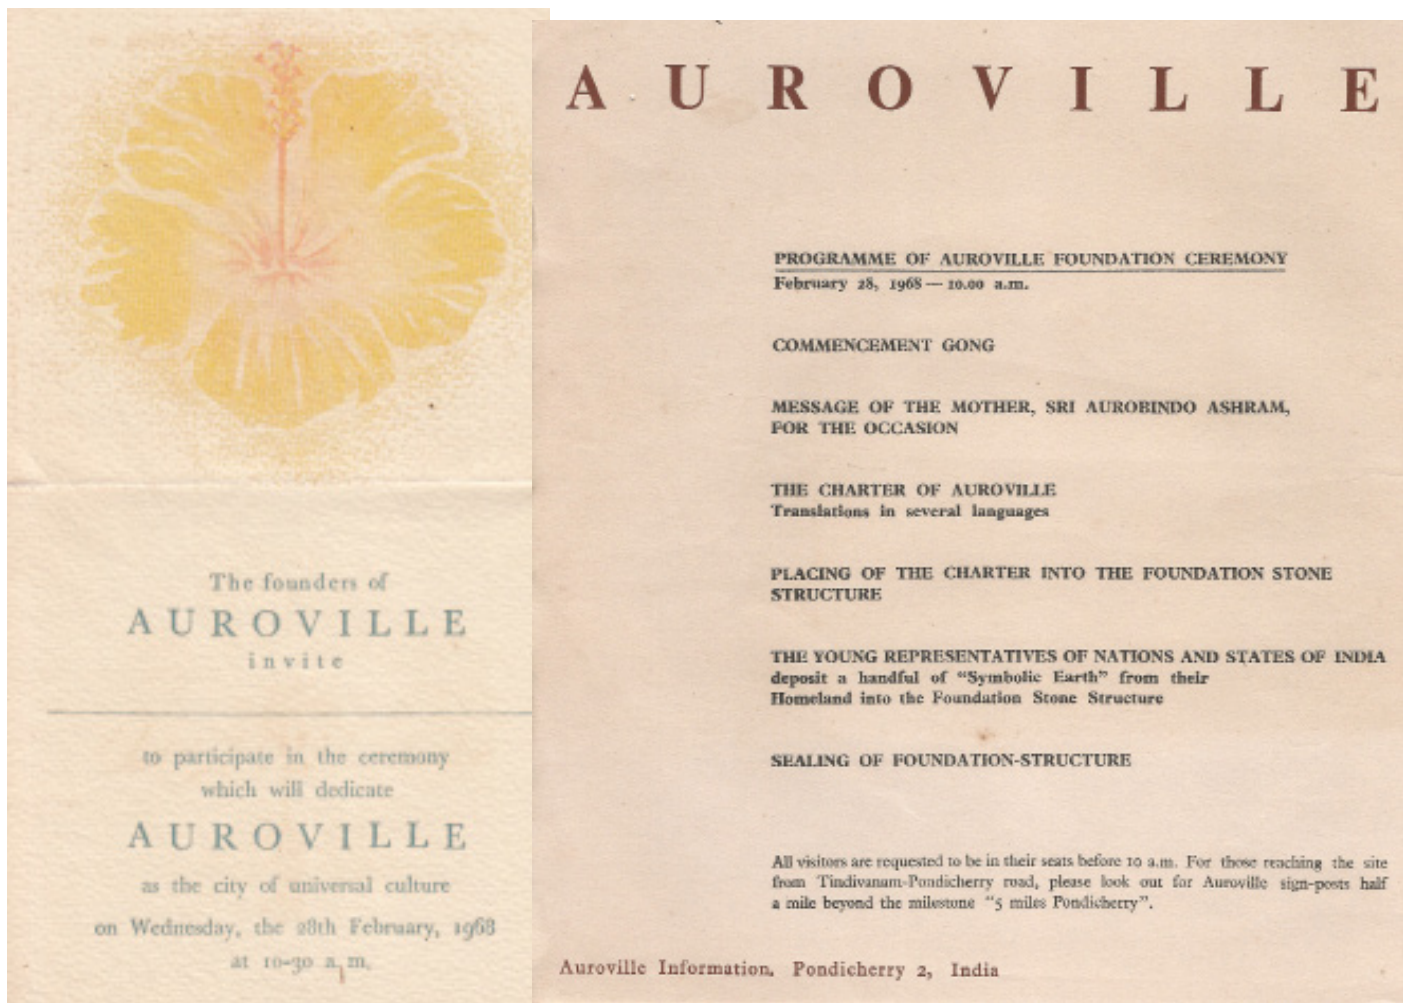 The founders of
AUROVILLE
invite
to participate in the ceremony
which will dedicate
AUROVILLE
as the city of universal culture
on Wednesday, the 28th February, 1968
at 10-30 a.m.
AUROVILLE
PROGRAMME OF AUROVILLE FOUNDATION CEREMONY
February 28, 1968 — 10.00 a.m.
COMMENCEMENT GONG
MESSAGE OF THE MOTHER, SRI AUROBINDO ASHRAM,
FOR THE OCCASION
THE CHARTER OF AUROVILLE
Translations in several languages
PLACING OF THE CHARTER INTO THE FOUNDATION STONE
STRUCTURE
THE YOUNG REPRESENTATIVES OF NATIONS AND STATES OF INDIA
deposit a handful of "Symbolic Earth" from their
Homeland into the Foundation Stone Structure
SEALING OF FOUNDATION-STRUCTURE
All visitors are requested to be in their seats before 10 a.m. For those reaching the site
from Tindivanam-Pondicherry road, please look out for Auroville sign-posts half
a mile beyond the milestone "5 miles Pondicherry".
Auroville Information, Pondicherry 2, India